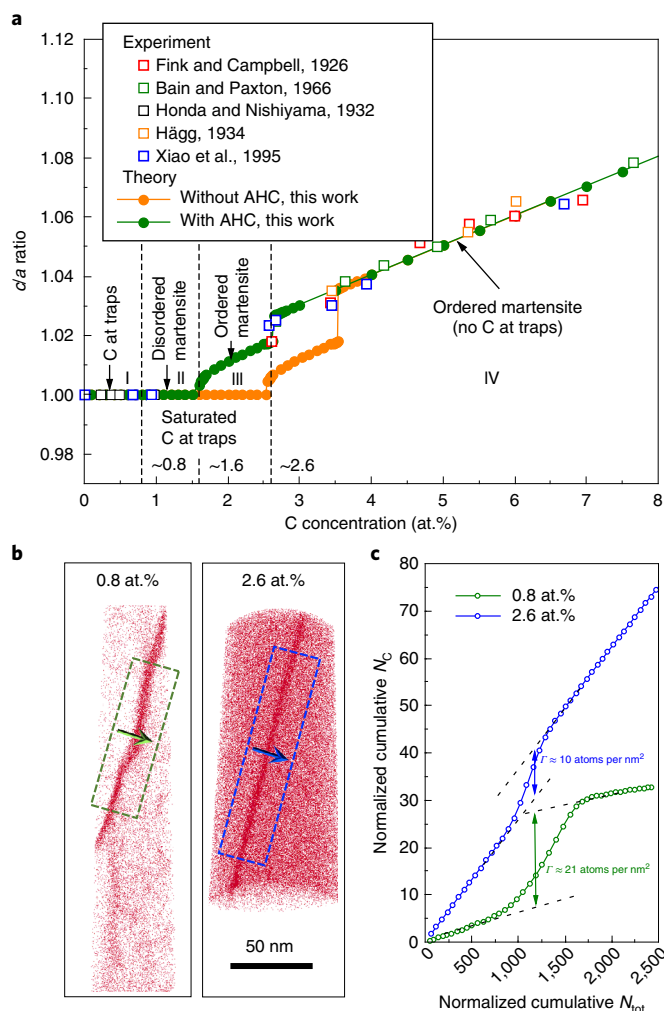 a
1.12
1.10
1.08
1.06
1.04
1.02
1.00
0.98
c/a ratio
Experiment
Fink and Campbell, 1926
Bain and Paxton, 1966
Honda and Nishiyama, 1932
Hägg, 1934
Xiao et al., 1995
Theory
Without AHC, this work
With AHC, this work
C at traps
Disordered
martensite
Ordered
martensite
I
II
III
IV
Ordered martensite
(no C at traps)
Saturated
C at traps
~0.8
~1.6
~2.6
0 1 2 3 4 5 6 7 8
C concentration (at.%)
b
0.8 at.%
2.6 at.%
50 nm
c
80
70
60
50
40
30
20
10
0
Normalized cumulative N_C
0.8 at.%
2.6 at.%
Γ ≈ 10 atoms per nm²
Γ ≈ 21 atoms per nm²
0 500 1,000 1,500 2,000 2,500
Normalized cumulative N_tot